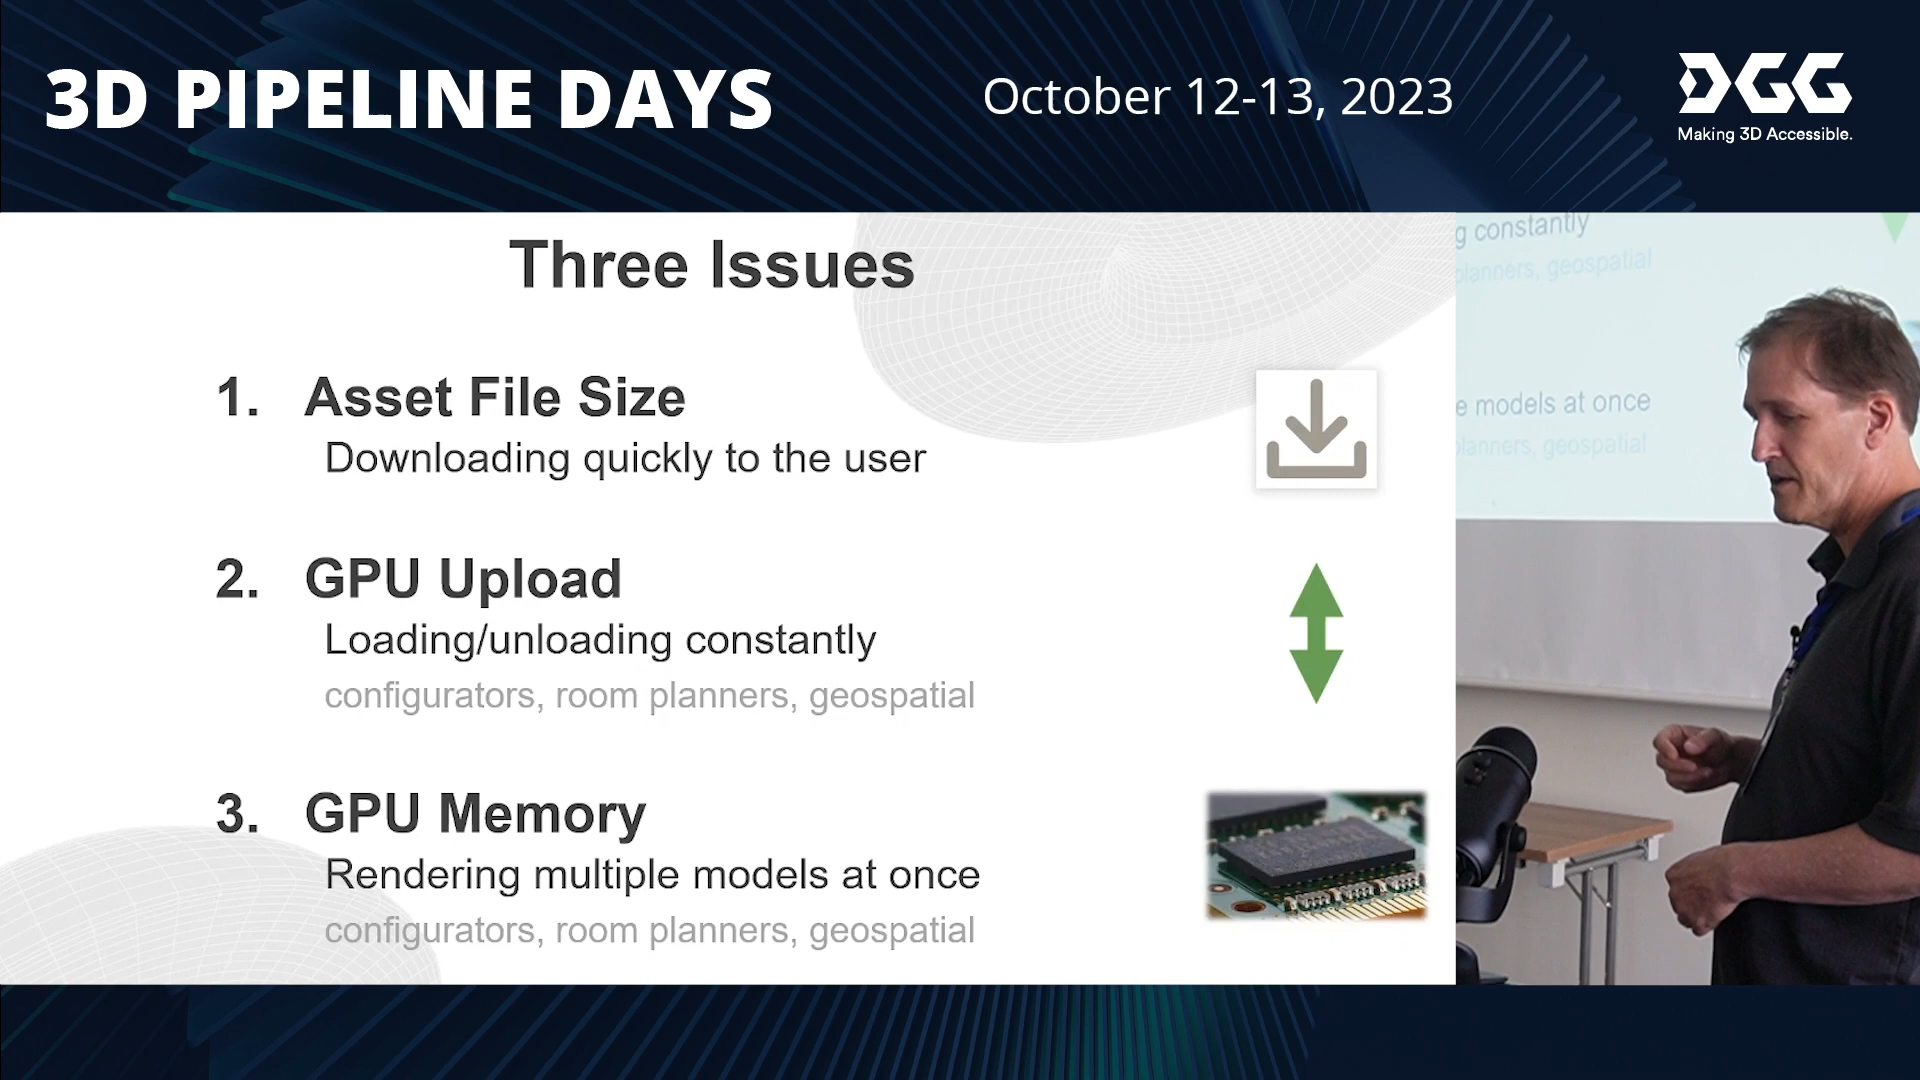 3D PIPELINE DAYS
October 12-13, 2023
DGG
Making 3D Accessible.
Three Issues
1. Asset File Size
Downloading quickly to the user
2. GPU Upload
Loading/unloading constantly
configurators, room planners, geospatial
3. GPU Memory
Rendering multiple models at once
configurators, room planners, geospatial
g constantly
planners, geospatial
e models at once
planners, geospatial